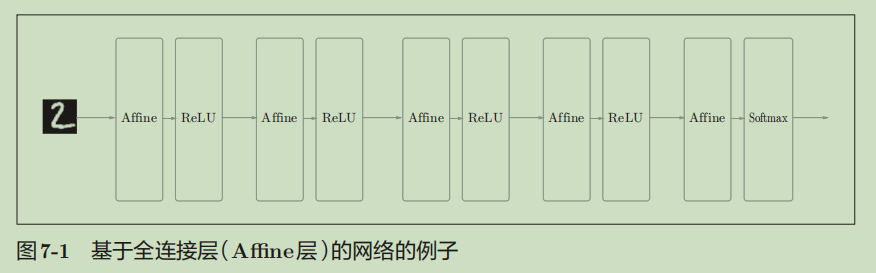 2 Affine ReLU Affine ReLU Affine ReLU Affine ReLU Affine Softmax
图7-1 基于全连接层(Affine层)的网络的例子